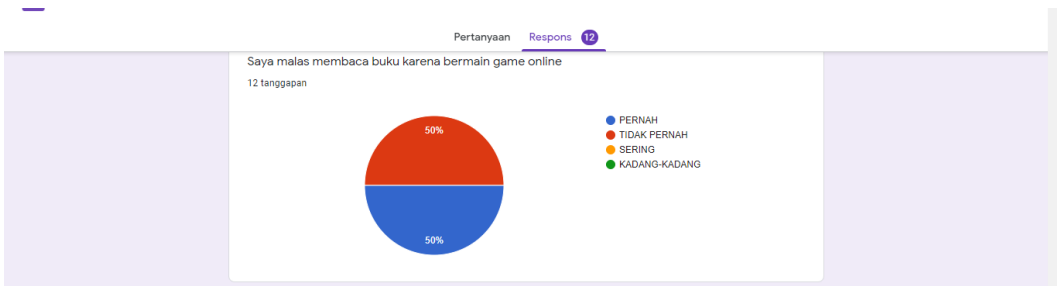 Pertanyaan Respons 12
Saya malas membaca buku karena bermain game online
12 tanggapan
50%
50%
PERNAH
TIDAK PERNAH
SERING
KADANG-KADANG